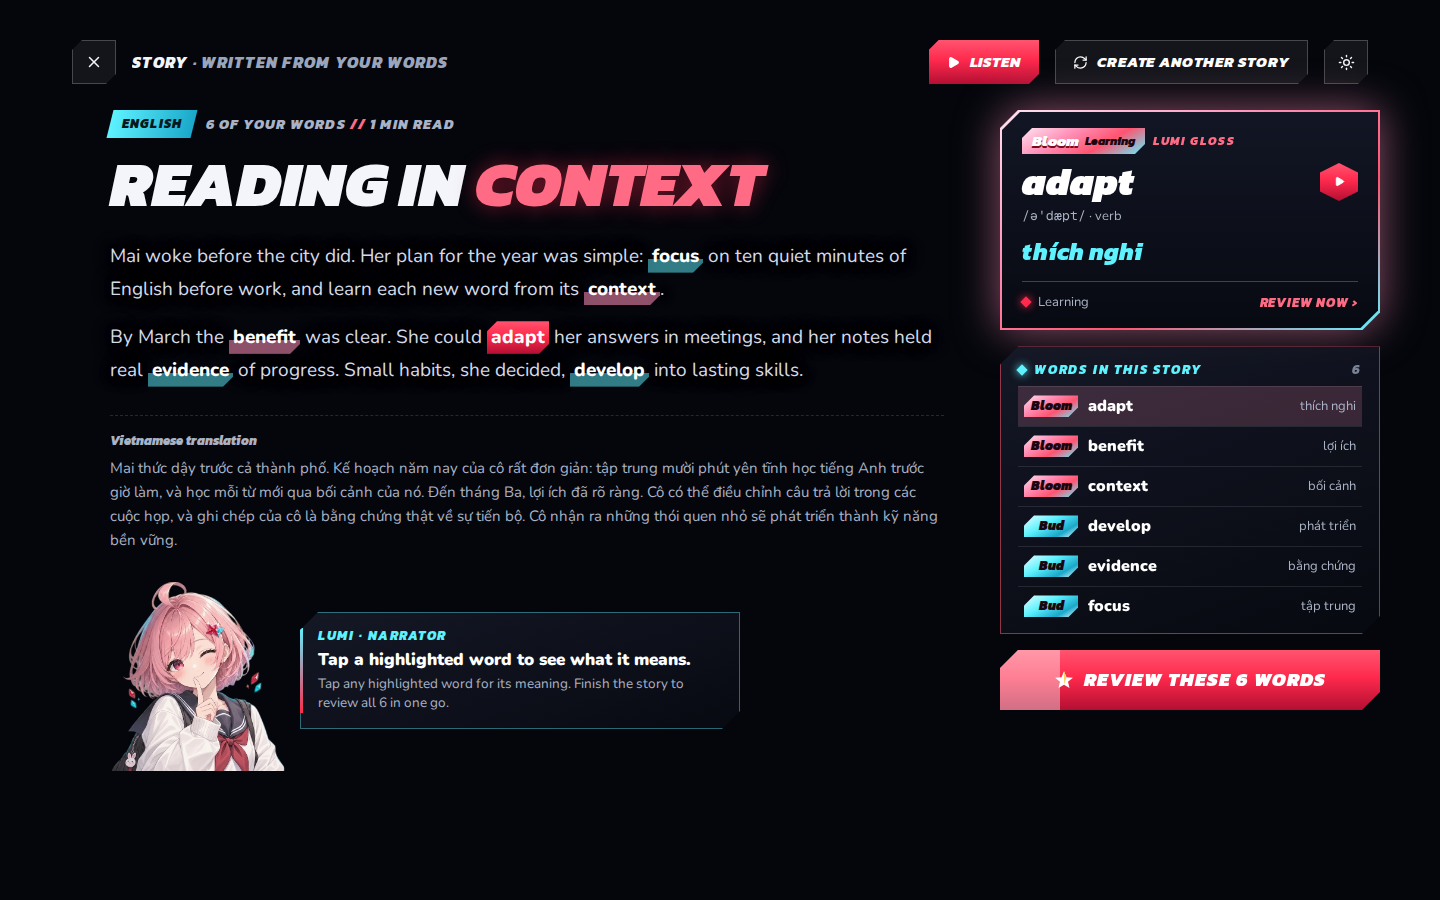 STORY · WRITTEN FROM YOUR WORDS
LISTEN
CREATE ANOTHER STORY
ENGLISH
6 OF YOUR WORDS // 1 MIN READ
READING IN CONTEXT
Mai woke before the city did. Her plan for the year was simple: focus on ten quiet minutes of
English before work, and learn each new word from its context.
By March the benefit was clear. She could adapt her answers in meetings, and her notes held
real evidence of progress. Small habits, she decided, develop into lasting skills.
Vietnamese translation
Mai thức dậy trước cả thành phố. Kế hoạch năm nay của cô rất đơn giản: tập trung mười phút yên tĩnh học tiếng Anh trước
giờ làm, và học mỗi từ mới qua bối cảnh của nó. Đến tháng Ba, lợi ích đã rõ ràng. Cô có thể điều chỉnh câu trả lời trong các
cuộc họp, và ghi chép của cô là bằng chứng thật về sự tiến bộ. Cô nhận ra những thói quen nhỏ sẽ phát triển thành kỹ năng
bền vững.
LUMI · NARRATOR
Tap a highlighted word to see what it means.
Tap any highlighted word for its meaning. Finish the story to
review all 6 in one go.
Bloom Learning LUMI GLOSS
adapt
/əˈdæpt/ · verb
thích nghi
Learning REVIEW NOW ›
WORDS IN THIS STORY 6
Bloom adapt thích nghi
Bloom benefit lợi ích
Bloom context bối cảnh
Bud develop phát triển
Bud evidence bằng chứng
Bud focus tập trung
REVIEW THESE 6 WORDS